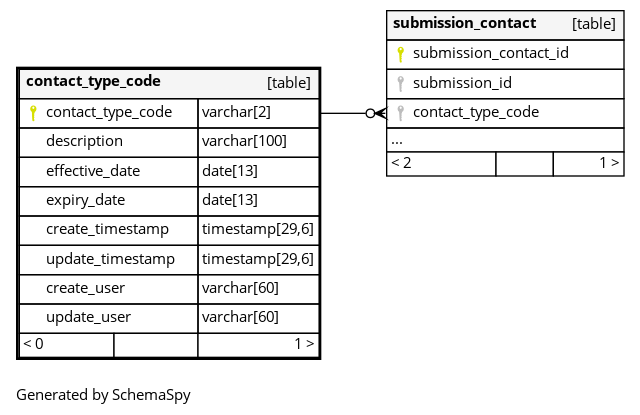 submission_contact [table]
submission_contact_id
submission_id
contact_type_code
...
< 2 1 >
contact_type_code [table]
contact_type_code varchar[2]
description varchar[100]
effective_date date[13]
expiry_date date[13]
create_timestamp timestamp[29,6]
update_timestamp timestamp[29,6]
create_user varchar[60]
update_user varchar[60]
< 0 1 >
Generated by SchemaSpy